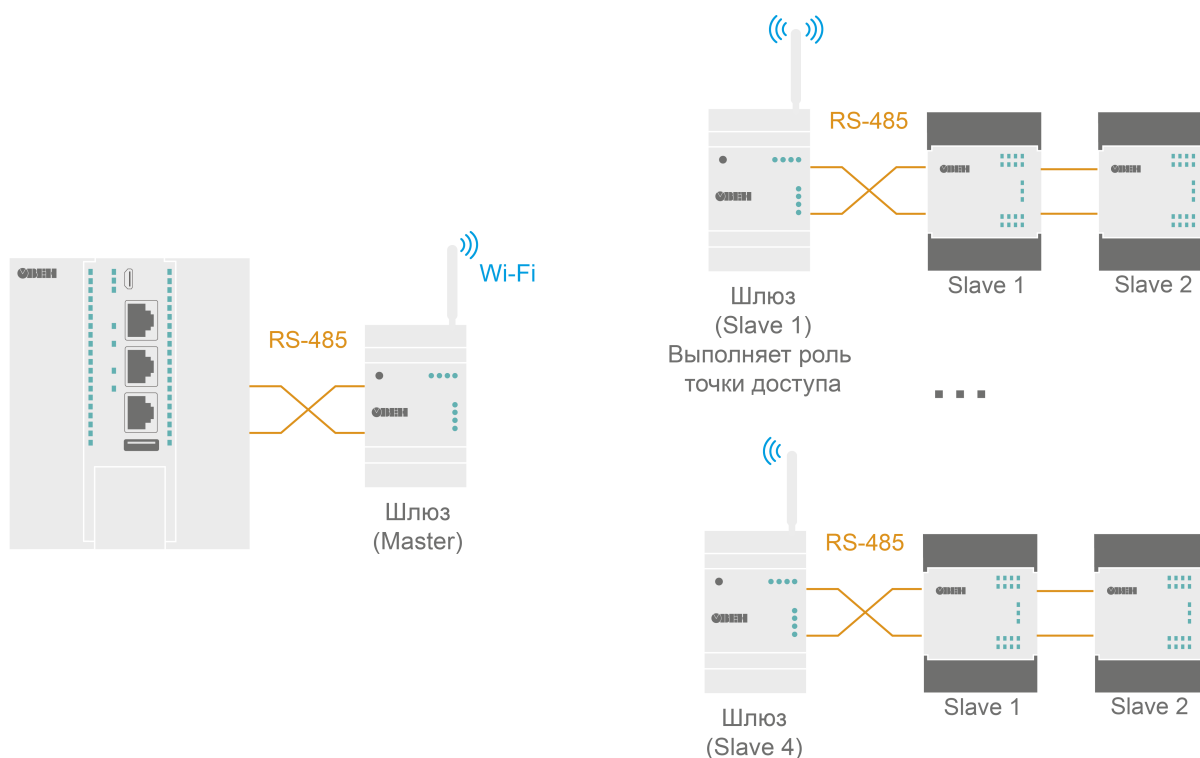 ОВЕН
RS-485
Wi-Fi
ОВЕН
Шлюз
(Master)
RS-485
ОВЕН
ОВЕН
ОВЕН
Шлюз
(Slave 1)
Выполняет роль
точки доступа
Slave 1
Slave 2
...
RS-485
ОВЕН
ОВЕН
ОВЕН
Шлюз
(Slave 4)
Slave 1
Slave 2